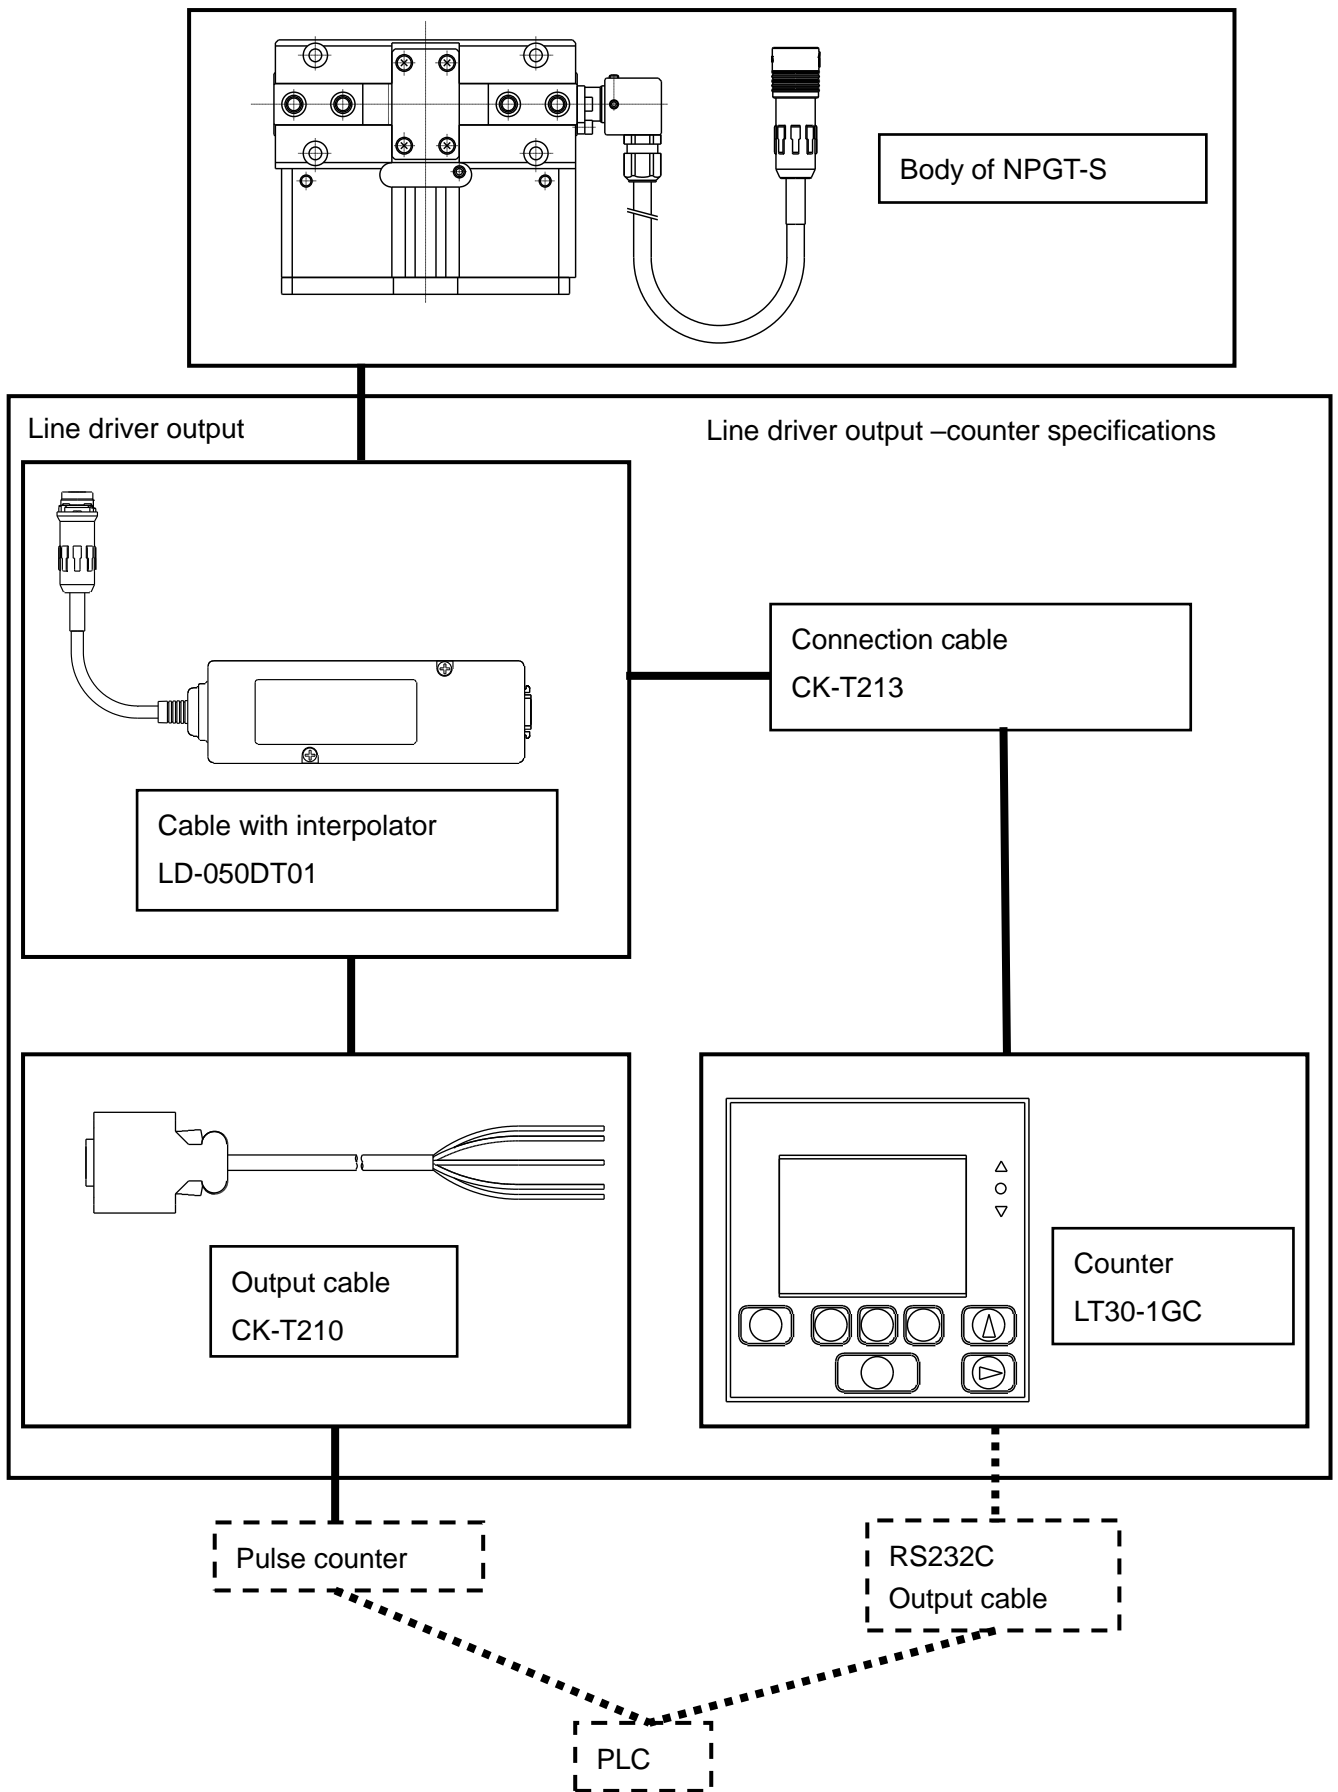 Body of NPGT-S
Line driver output
Line driver output –counter specifications
Connection cable
CK-T213
Cable with interpolator
LD-050DT01
Output cable
CK-T210
Counter
LT30-1GC
Pulse counter
RS232C
Output cable
PLC